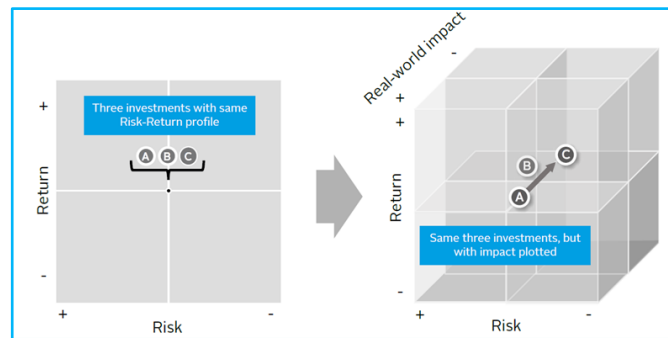 Three investments with same
Risk-Return profile
+
A B C
Return
-
+
Risk
-
Real-world impact
-
+
+
B
C
A
Return
Same three investments, but
with impact plotted
-
+
Risk
-